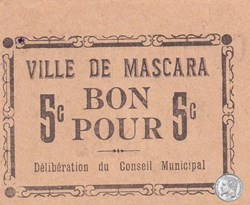 VILLE DE MASCARA
5c BON 5c
POUR
Délibération du Conseil Municipal